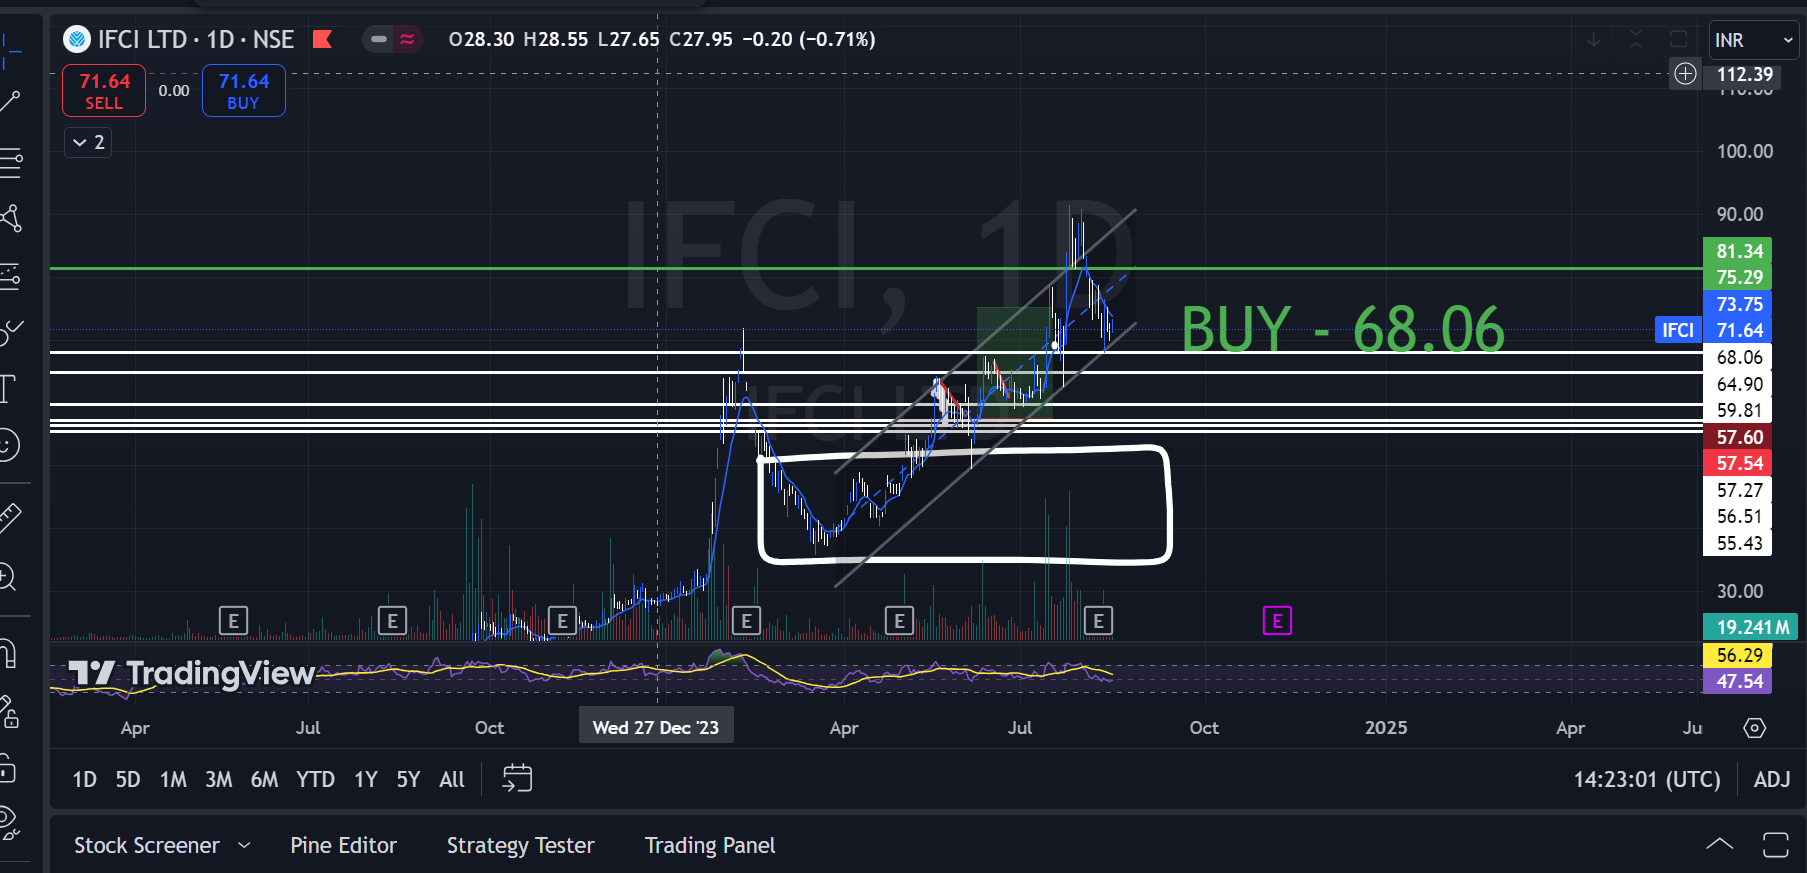 IFCI LTD · 1D · NSE
O28.30 H28.55 L27.65 C27.95 −0.20 (−0.71%)
INR
71.64
SELL
0.00
71.64
BUY
2
112.39
100.00
90.00
81.34
75.29
73.75
IFCI 71.64
68.06
64.90
59.81
57.60
57.54
57.27
56.51
55.43
30.00
19.241M
56.29
47.54
IFCI, 1D
IFCI LTD
BUY - 68.06
E E E E E E E
TradingView
Apr Jul Oct Wed 27 Dec '23 Apr Jul Oct 2025 Apr
1D 5D 1M 3M 6M YTD 1Y 5Y All
14:23:01 (UTC) ADJ
Stock Screener Pine Editor Strategy Tester Trading Panel